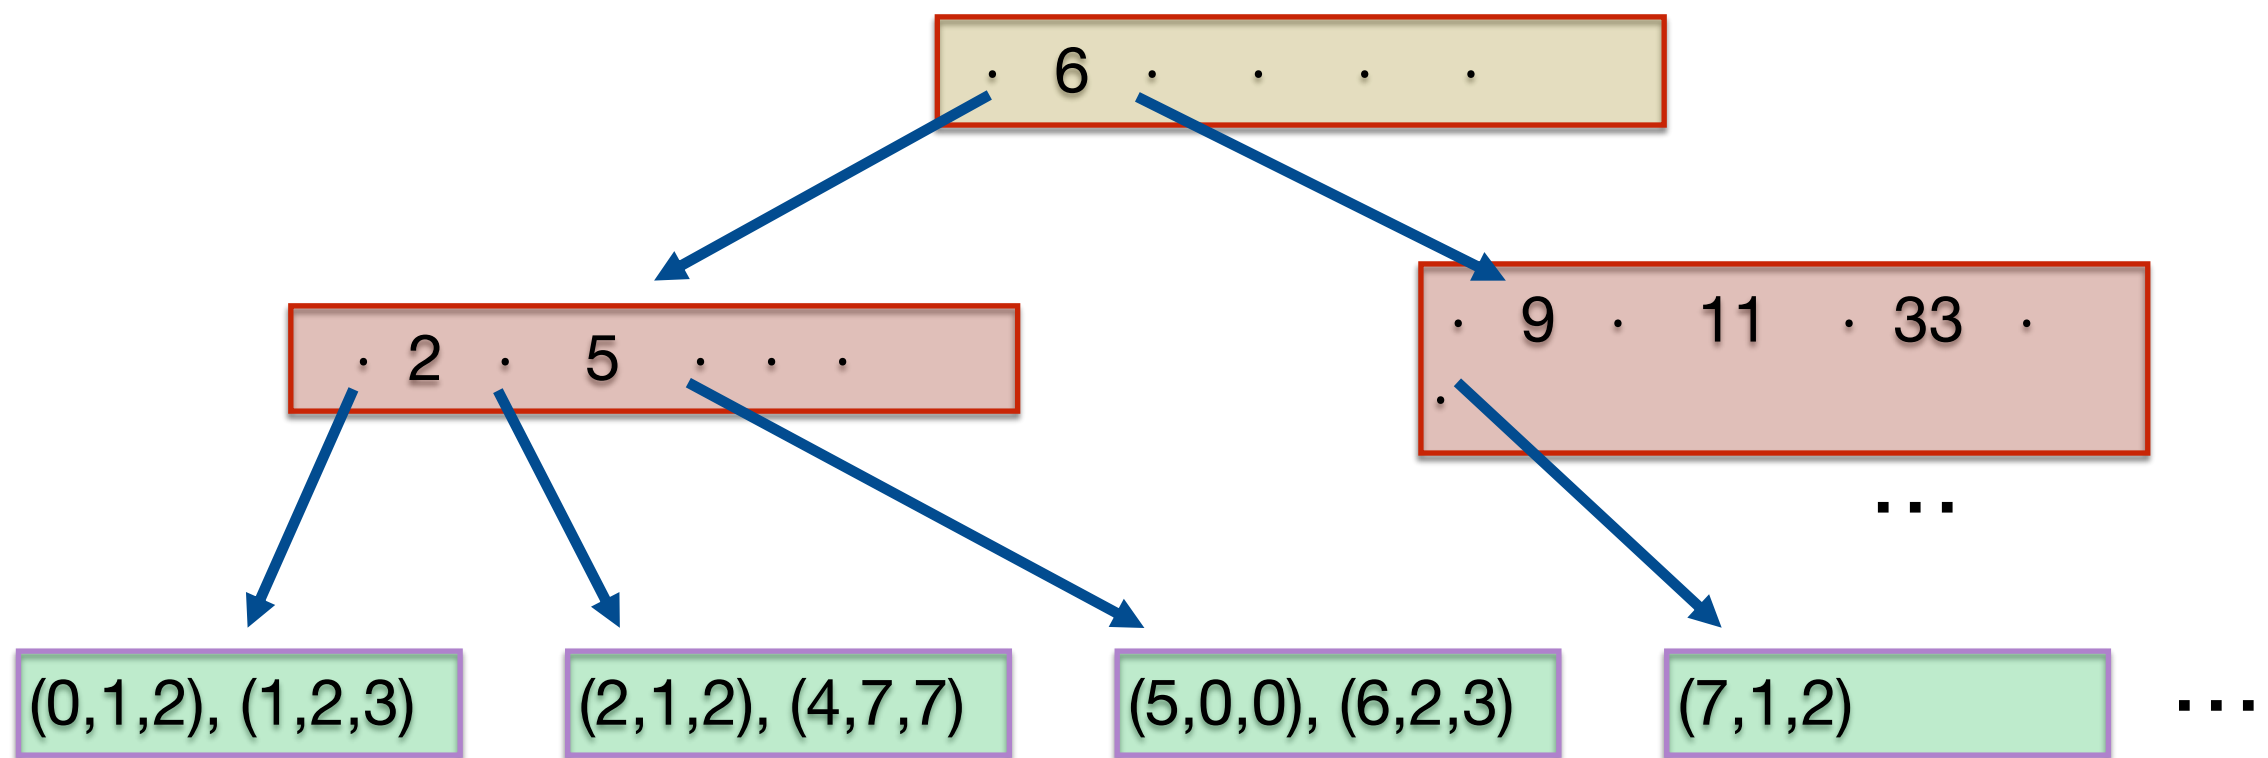 · 6 · · · ·
· 2 · 5 · · ·
· 9 · 11 · 33 ·
·
...
(0,1,2), (1,2,3)
(2,1,2), (4,7,7)
(5,0,0), (6,2,3)
(7,1,2)
...